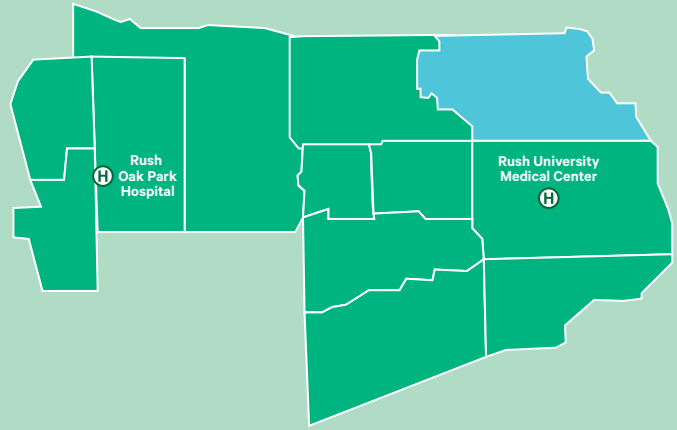 Rush
Oak Park
Hospital
H
Rush University
Medical Center
H